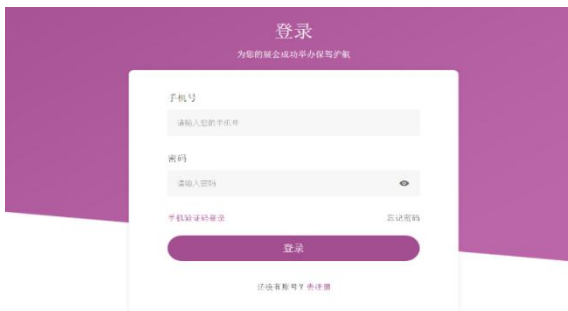 登录
为您的展会成功举办保驾护航
手机号
请输入您的手机号
密码
请输入密码
手机验证码登录 忘记密码
登录
还没有账号？去注册